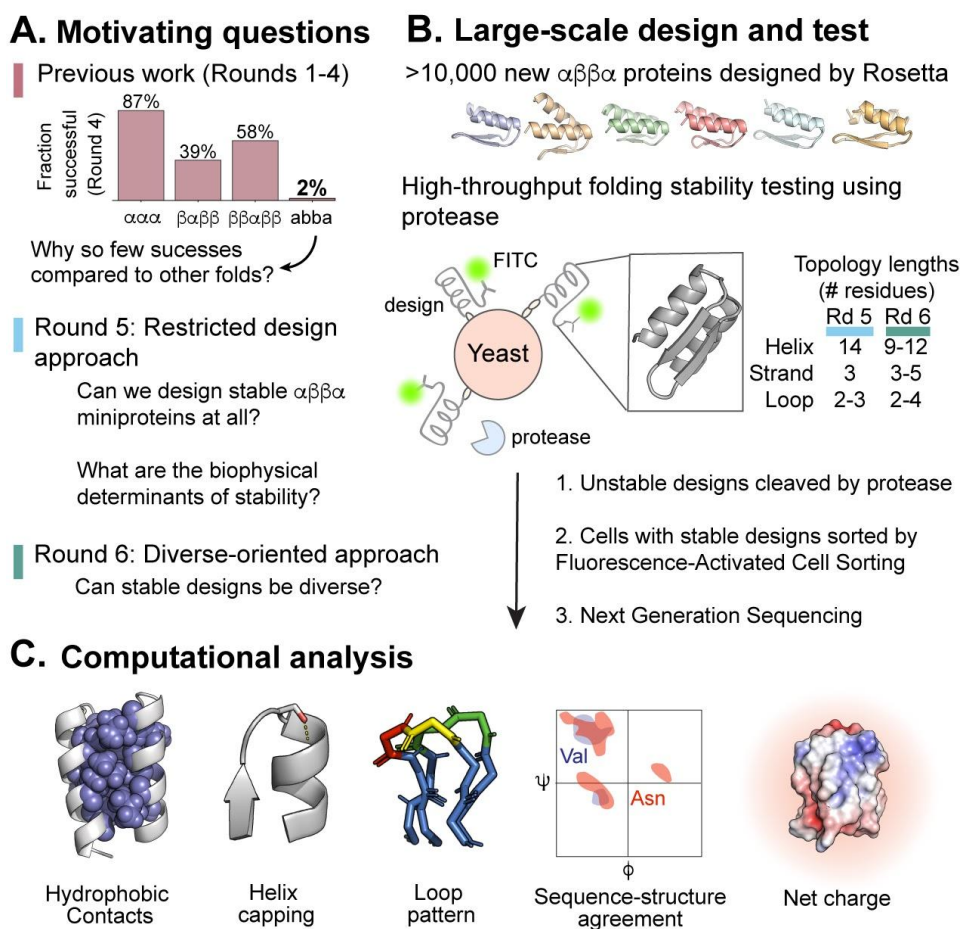 A. Motivating questions
Previous work (Rounds 1-4)
Fraction
successful
(Round 4)
87%
39%
58%
2%
ααα
βαββ
ββαββ
abba
Why so few sucesses
compared to other folds?
Round 5: Restricted design
approach
Can we design stable αββα
miniproteins at all?
What are the biophysical
determinants of stability?
Round 6: Diverse-oriented approach
Can stable designs be diverse?
B. Large-scale design and test
>10,000 new αββα proteins designed by Rosetta
High-throughput folding stability testing using
protease
FITC
design
Yeast
protease
Topology lengths
(# residues)
Rd 5 Rd 6
Helix 14 9-12
Strand 3 3-5
Loop 2-3 2-4
1. Unstable designs cleaved by protease
2. Cells with stable designs sorted by
Fluorescence-Activated Cell Sorting
3. Next Generation Sequencing
C. Computational analysis
Hydrophobic
Contacts
Helix
capping
Loop
pattern
Val
Asn
ψ
ϕ
Sequence-structure
agreement
Net charge